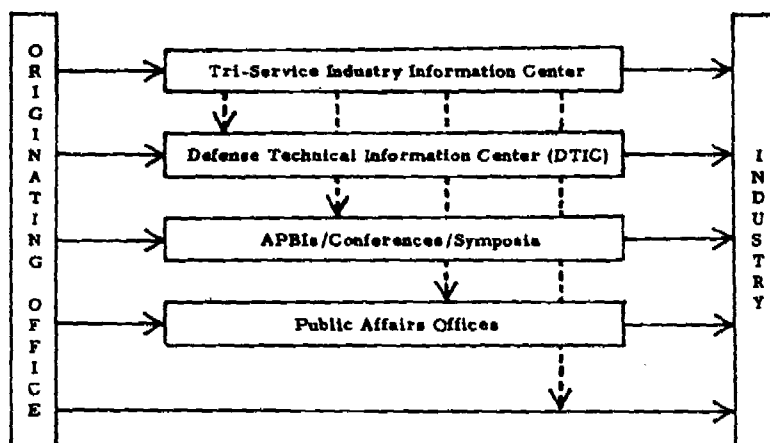 ORIGINATING OFFICE
Tri-Service Industry Information Center
Defense Technical Information Center (DTIC)
APBIs/Conferences/Symposia
Public Affairs Offices
INDUSTRY